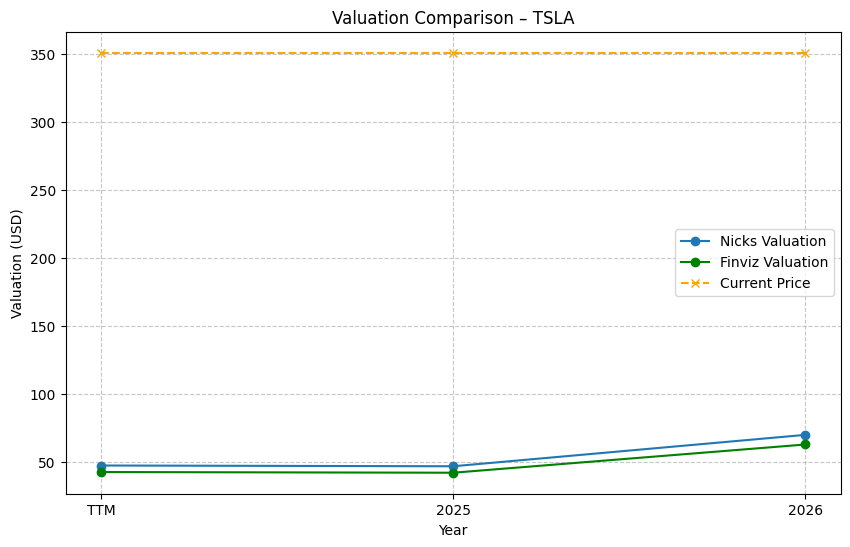 Valuation Comparison – TSLA
Valuation (USD)
350
300
250
200
150
100
50
Nicks Valuation
Finviz Valuation
Current Price
TTM
2025
2026
Year